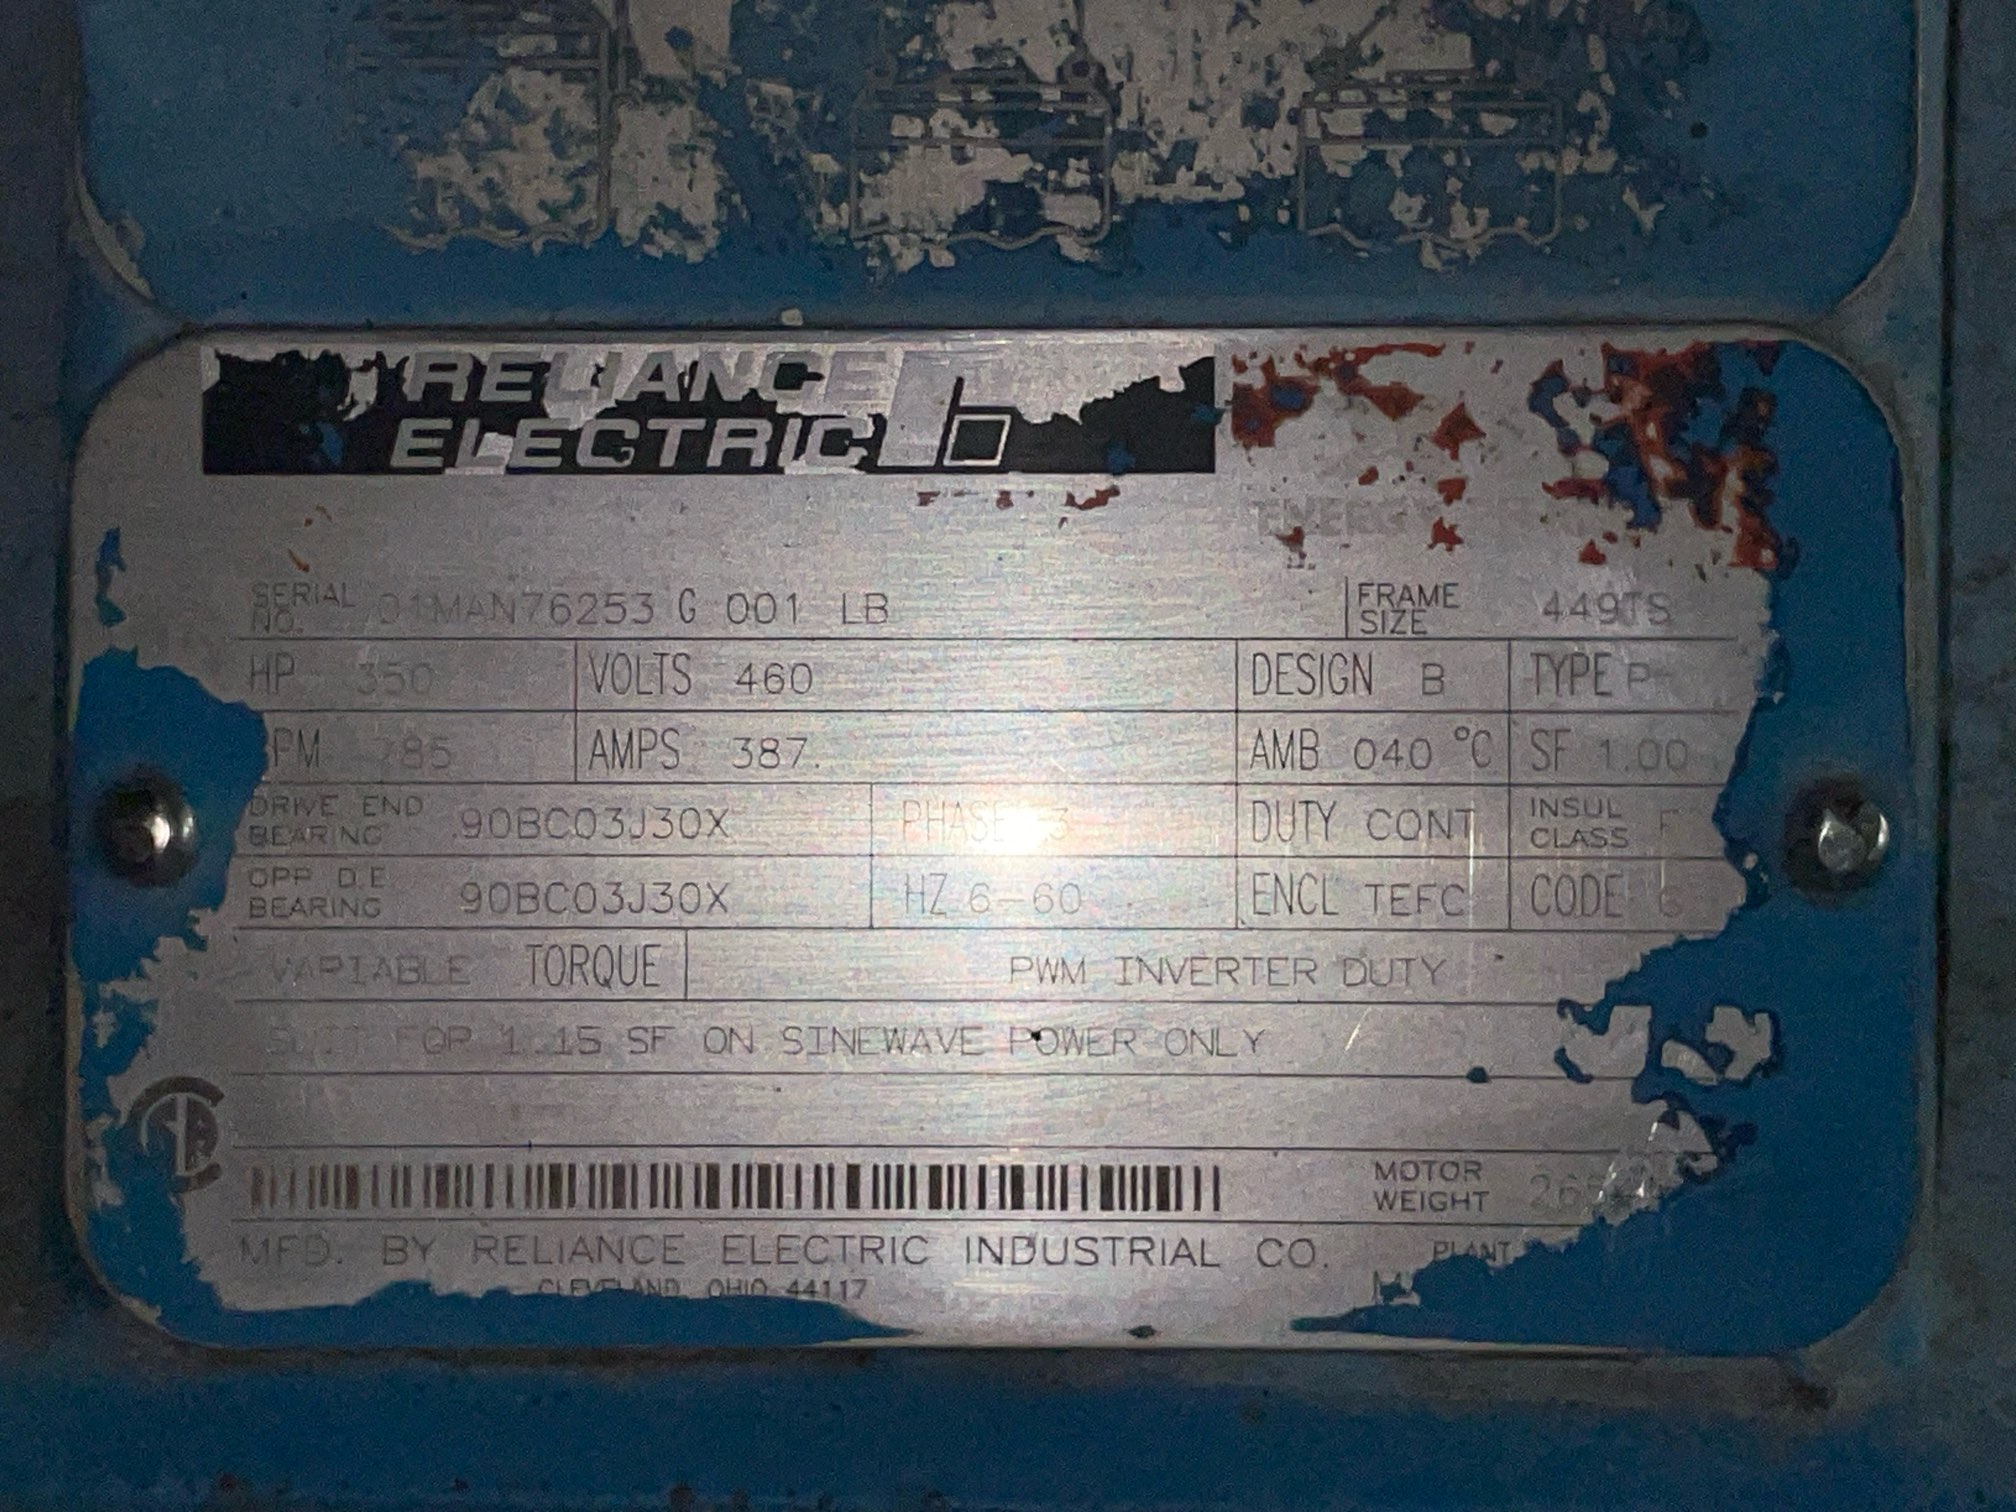 RELIANCE
ELECTRIC
SERIAL NO. 01MAN76253 G 001 LB FRAME SIZE 449TS
HP 350 VOLTS 460 DESIGN B TYPE P
AMPS 387. AMB 040 °C SF 1.00
DRIVE END BEARING 90BC03J30X PHASE 3 DUTY CONT INSUL CLASS F
OPP D.E BEARING 90BC03J30X HZ 6-60 ENCL TEFC CODE G
VARIABLE TORQUE PWM INVERTER DUTY
FOR 1.15 SF ON SINEWAVE POWER ONLY
MOTOR WEIGHT
MFD. BY RELIANCE ELECTRIC INDUSTRIAL CO. PLANT
CLEVELAND, OHIO 44117